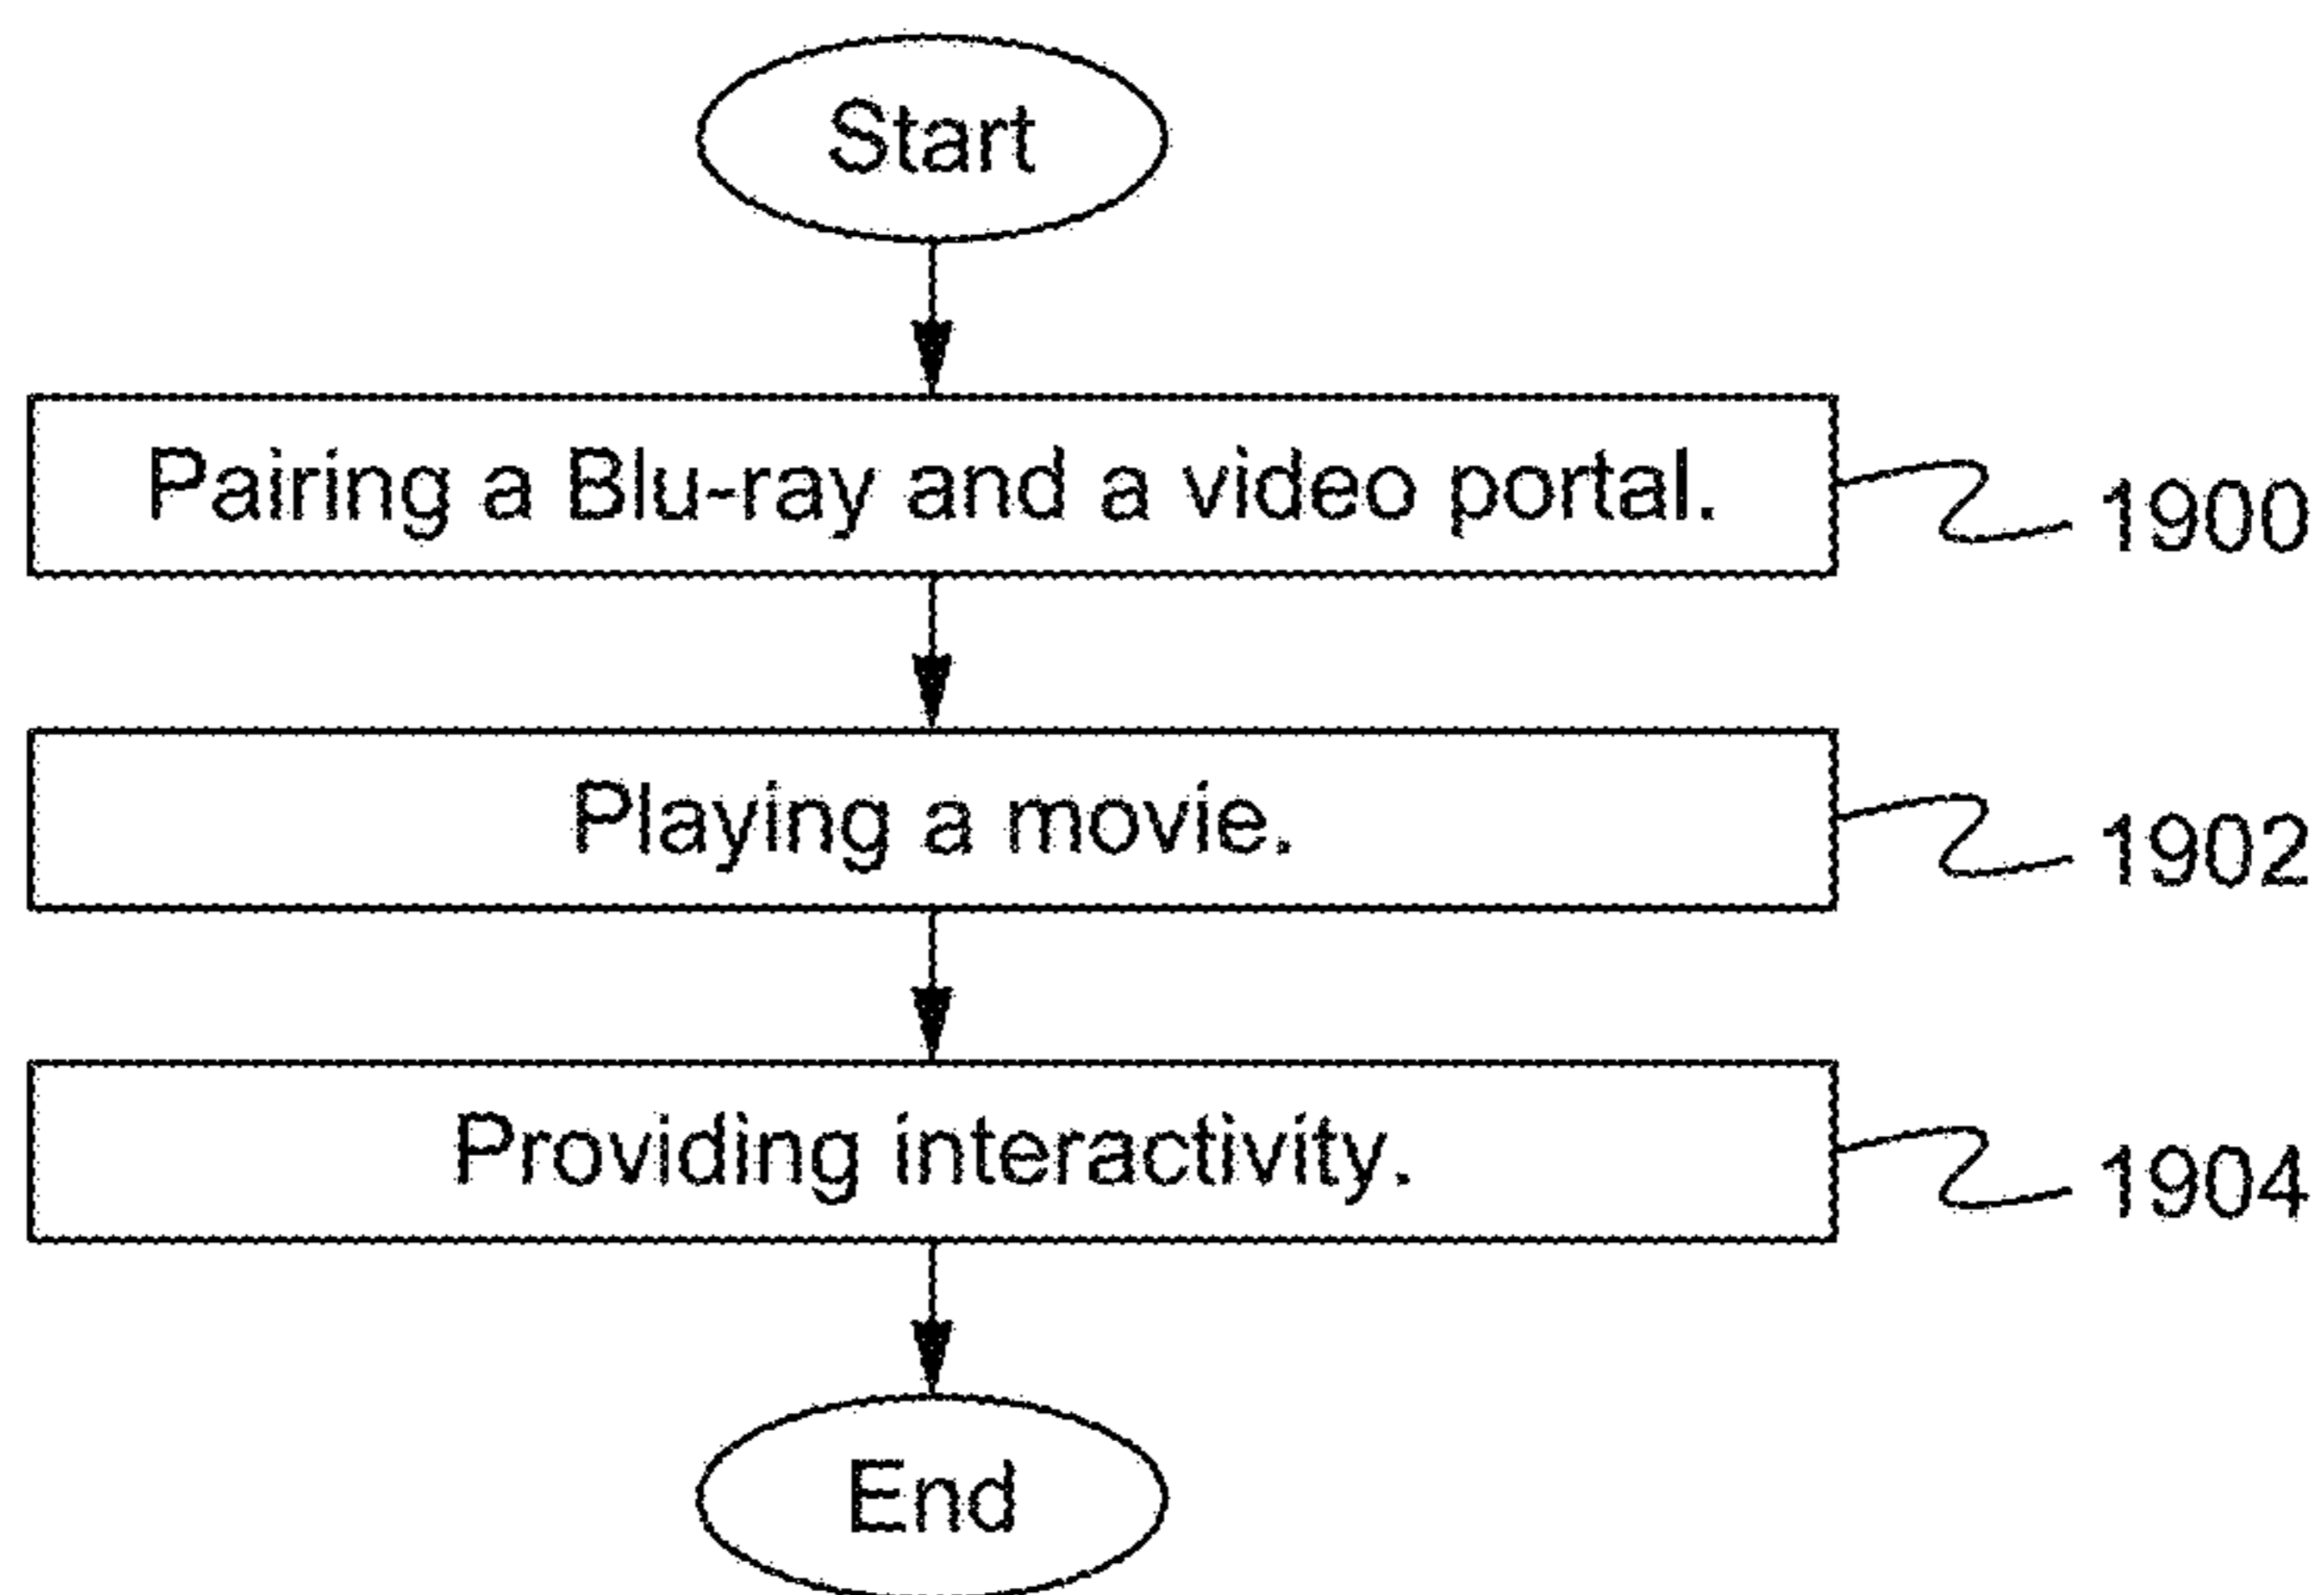 Start
Pairing a Blu-ray and a video portal.
1900
Playing a movie.
1902
Providing interactivity.
1904
End